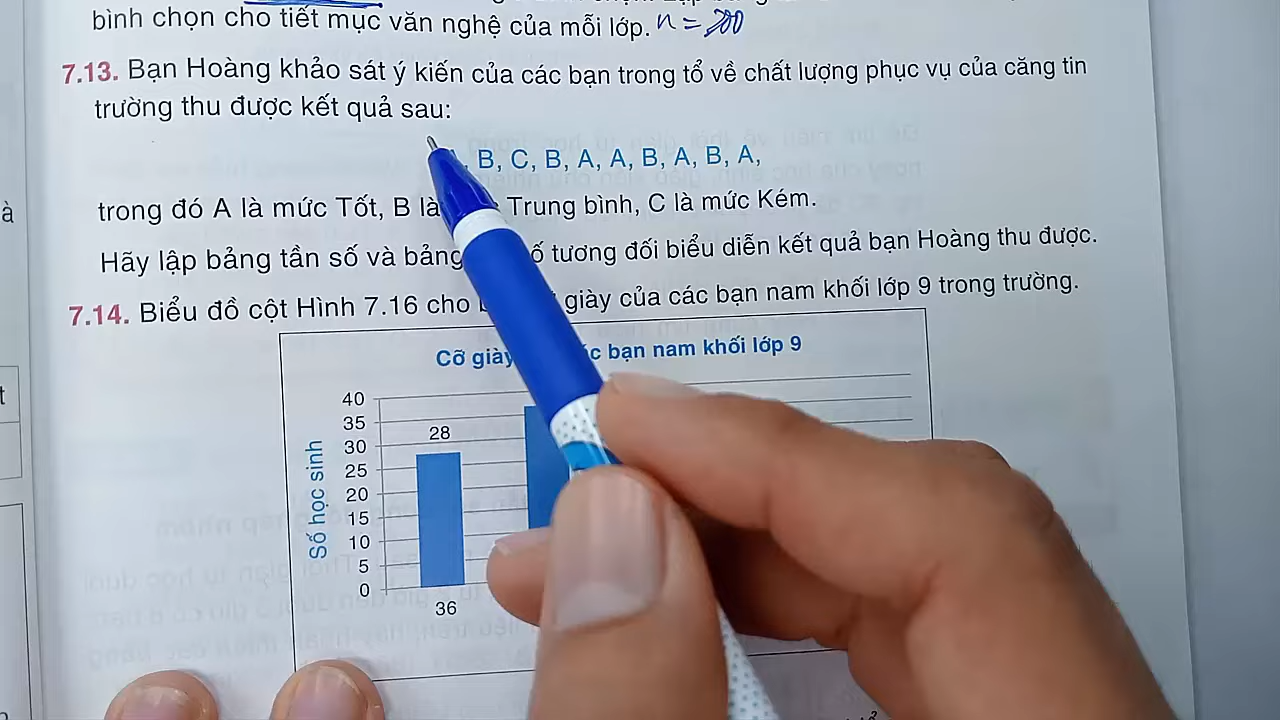 bình chọn cho tiết mục văn nghệ của mỗi lớp. n = 200
7.13. Bạn Hoàng khảo sát ý kiến của các bạn trong tổ về chất lượng phục vụ của căng tin
trường thu được kết quả sau:
, B, C, B, A, A, B, A, B, A,
trong đó A là mức Tốt, B là Trung bình, C là mức Kém.
Hãy lập bảng tần số và bảng số tương đối biểu diễn kết quả bạn Hoàng thu được.
7.14. Biểu đồ cột Hình 7.16 cho giày của các bạn nam khối lớp 9 trong trường.
Cỡ giày bạn nam khối lớp 9
Số học sinh
40
35
30
25
20
15
10
5
0
28
36